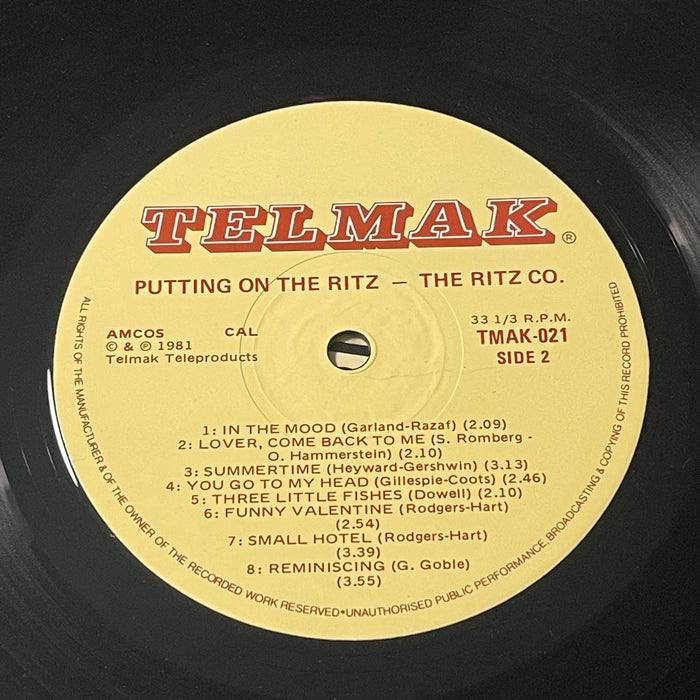 TELMAK ®
PUTTING ON THE RITZ — THE RITZ CO.
AMCOS CAL
© & ℗ 1981
Telmak Teleproducts
33 1/3 R.P.M.
TMAK-021
SIDE 2
1: IN THE MOOD (Garland-Razaf) (2.09)
2: LOVER, COME BACK TO ME (S. Romberg -
O. Hammerstein) (2.10)
3: SUMMERTIME (Heyward-Gershwin) (3.13)
4: YOU GO TO MY HEAD (Gillespie-Coots) (2.46)
5: THREE LITTLE FISHES (Dowell) (2.10)
6: FUNNY VALENTINE (Rodgers-Hart)
(2.54)
7: SMALL HOTEL (Rodgers-Hart)
(3.39)
8: REMINISCING (G. Goble)
(3.55)
ALL RIGHTS OF THE MANUFACTURER & OF THE OWNER OF THE RECORDED WORK RESERVED•UNAUTHORISED PUBLIC PERFORMANCE, BROADCASTING & COPYING OF THIS RECORD PROHIBITED